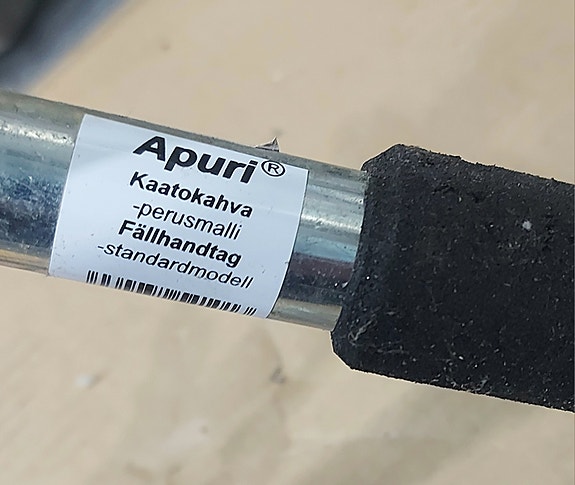 Apuri®
Kaatokahva
-perusmalli
Fällhandtag
-standardmodell